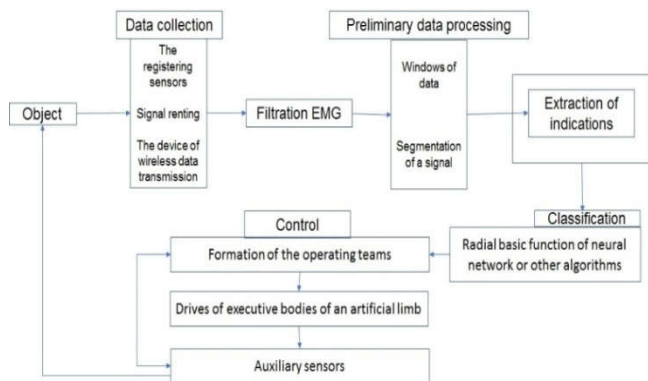 Data collection
Preliminary data processing
The
registering
sensors
Signal renting
The device of
wireless data
transmission
Object
Filtration EMG
Windows of
data
Segmentation
of a signal
Extraction of
indications
Classification
Radial basic function of neural
network or other algorithms
Control
Formation of the operating teams
Drives of executive bodies of an artificial limb
Auxiliary sensors